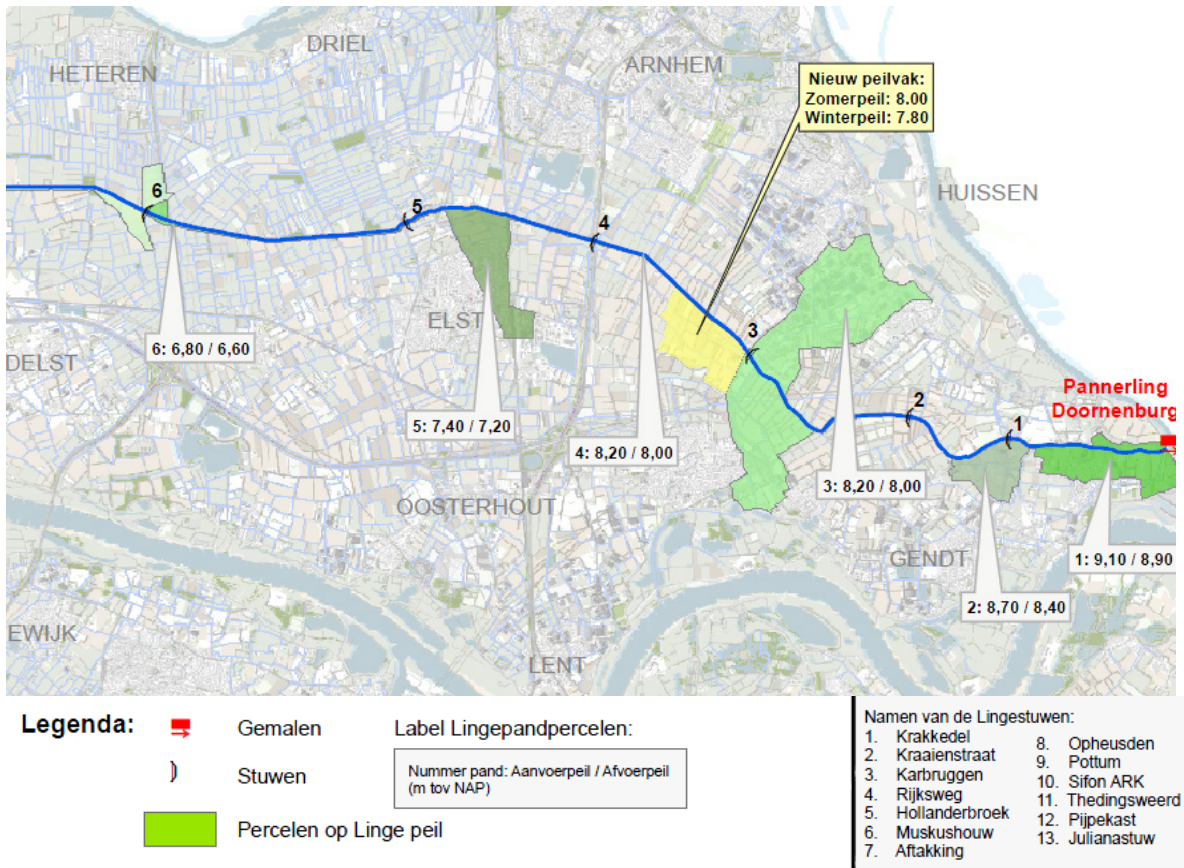 DRIEL
HETEREN
ARNHEM
Nieuw peilvak:
Zomerpeil: 8.00
Winterpeil: 7.80
HUISSEN
6
5
4
ELST
3
6: 6,80 / 6,60
DELST
Pannerling
Doornenburg
2
1
5: 7,40 / 7,20
4: 8,20 / 8,00
3: 8,20 / 8,00
OOSTERHOUT
GENDT
1: 9,10 / 8,90
2: 8,70 / 8,40
EWIJK
LENT
Legenda:
Gemalen
Stuwen
Percelen op Linge peil
Label Lingepandpercelen:
Nummer pand: Aanvoerpeil / Afvoerpeil
(m tov NAP)
Namen van de Lingestuwen:
1. Krakkedel
2. Kraaienstraat
3. Karbruggen
4. Rijksweg
5. Hollanderbroek
6. Muskushouw
7. Aftakking
8. Opheusden
9. Pottum
10. Sifon ARK
11. Thedingsweerd
12. Pijpekast
13. Julianastuw